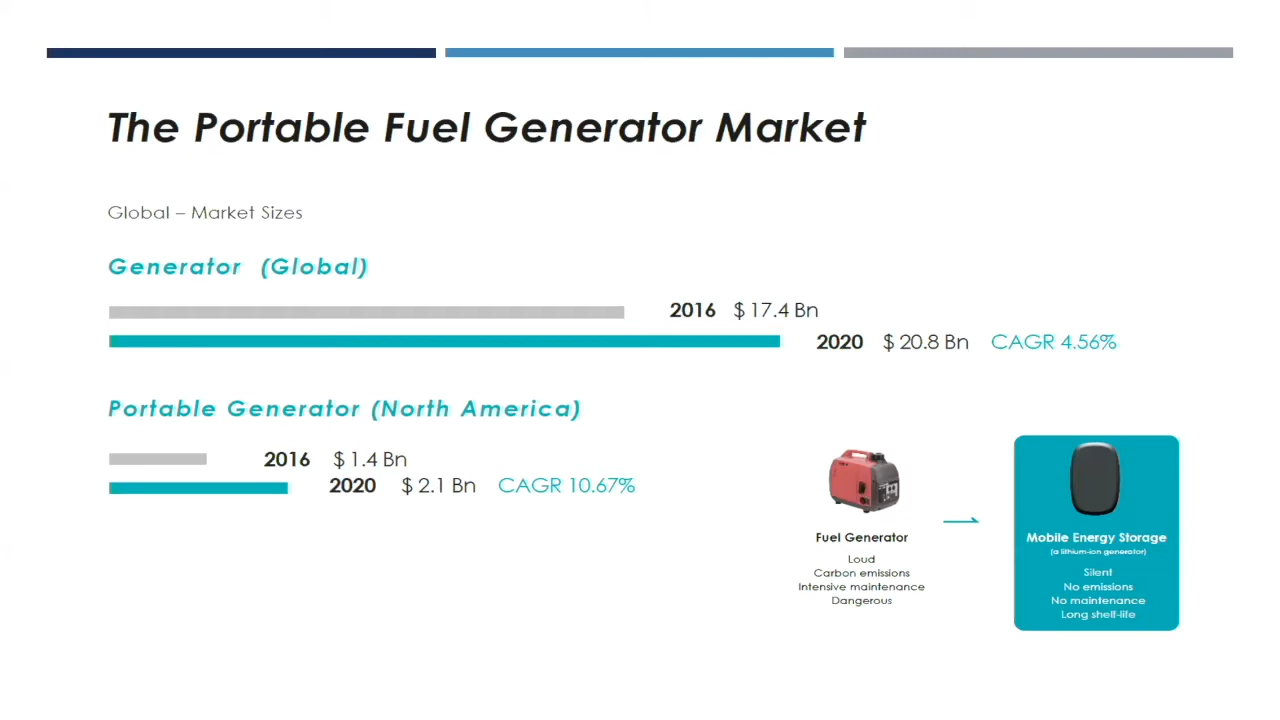 The Portable Fuel Generator Market
Global – Market Sizes
Generator (Global)
2016 $ 17.4 Bn
2020 $ 20.8 Bn CAGR 4.56%
Portable Generator (North America)
2016 $ 1.4 Bn
2020 $ 2.1 Bn CAGR 10.67%
Fuel Generator
Loud
Carbon emissions
Intensive maintenance
Dangerous
Mobile Energy Storage
(a lithium-ion generator)
Silent
No emissions
No maintenance
Long shelf-life